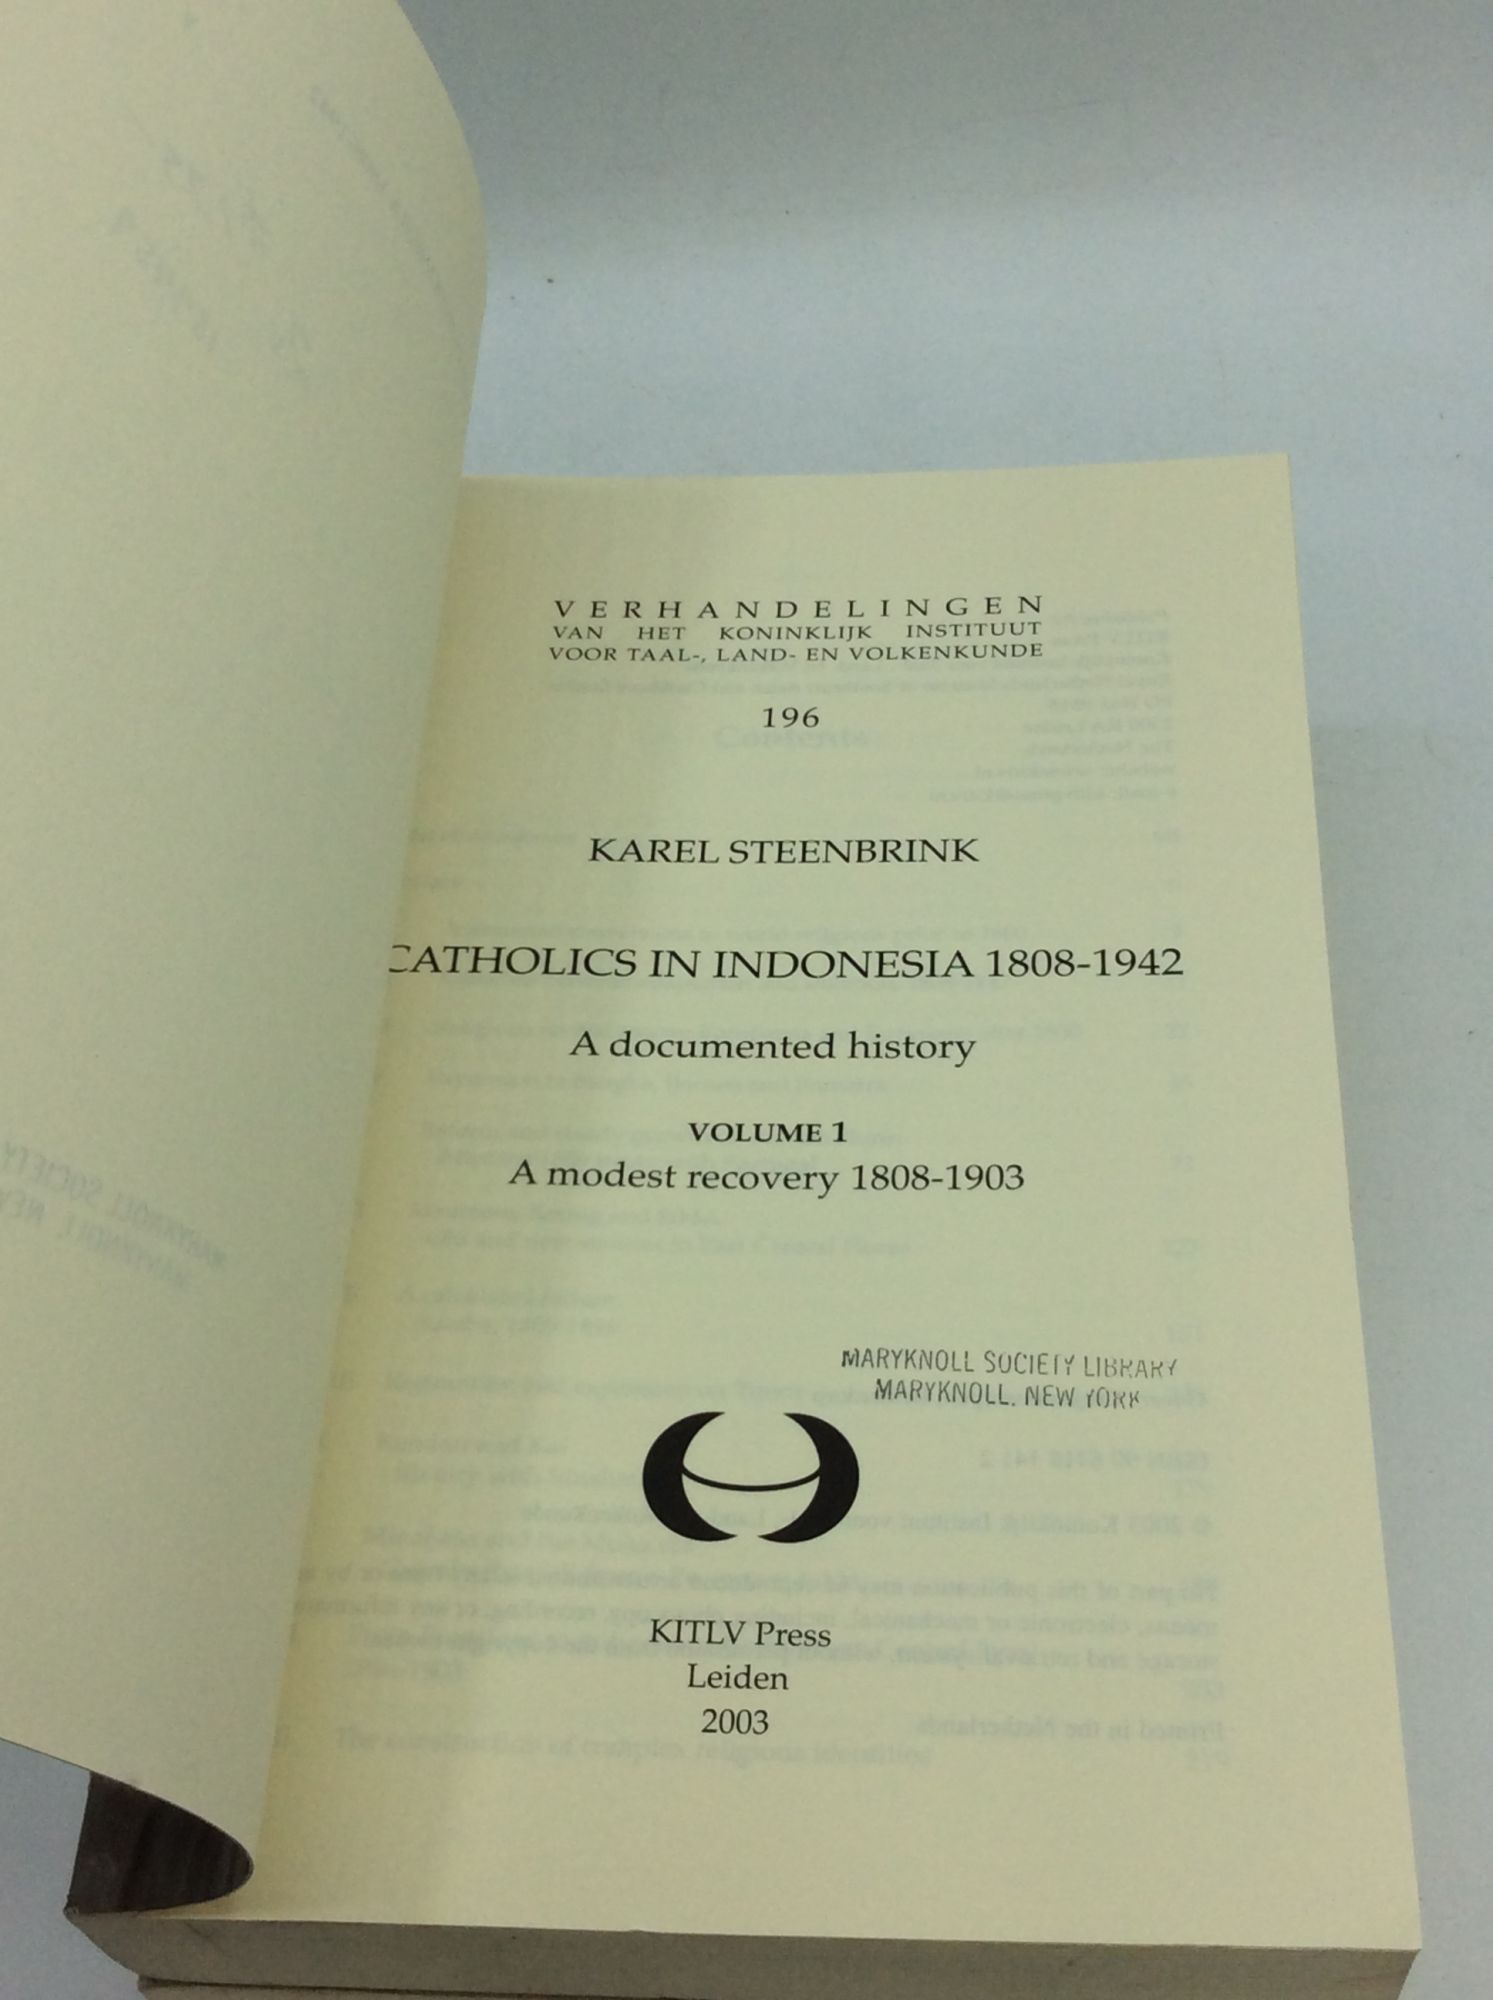 VERHANDELINGEN
VAN HET KONINKLIJK INSTITUUT
VOOR TAAL-, LAND- EN VOLKENKUNDE
196
KAREL STEENBRINK
CATHOLICS IN INDONESIA 1808-1942
A documented history
VOLUME 1
A modest recovery 1808-1903
MARYKNOLL SOCIETY LIBRARY
MARYKNOLL, NEW YORK
KITLV Press
Leiden
2003